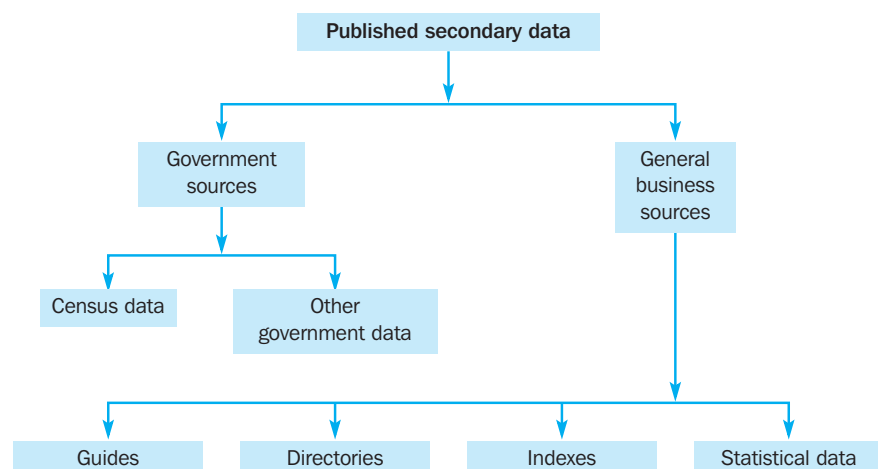 Published secondary data
Government
sources
General
business
sources
Census data
Other
government data
Guides
Directories
Indexes
Statistical data